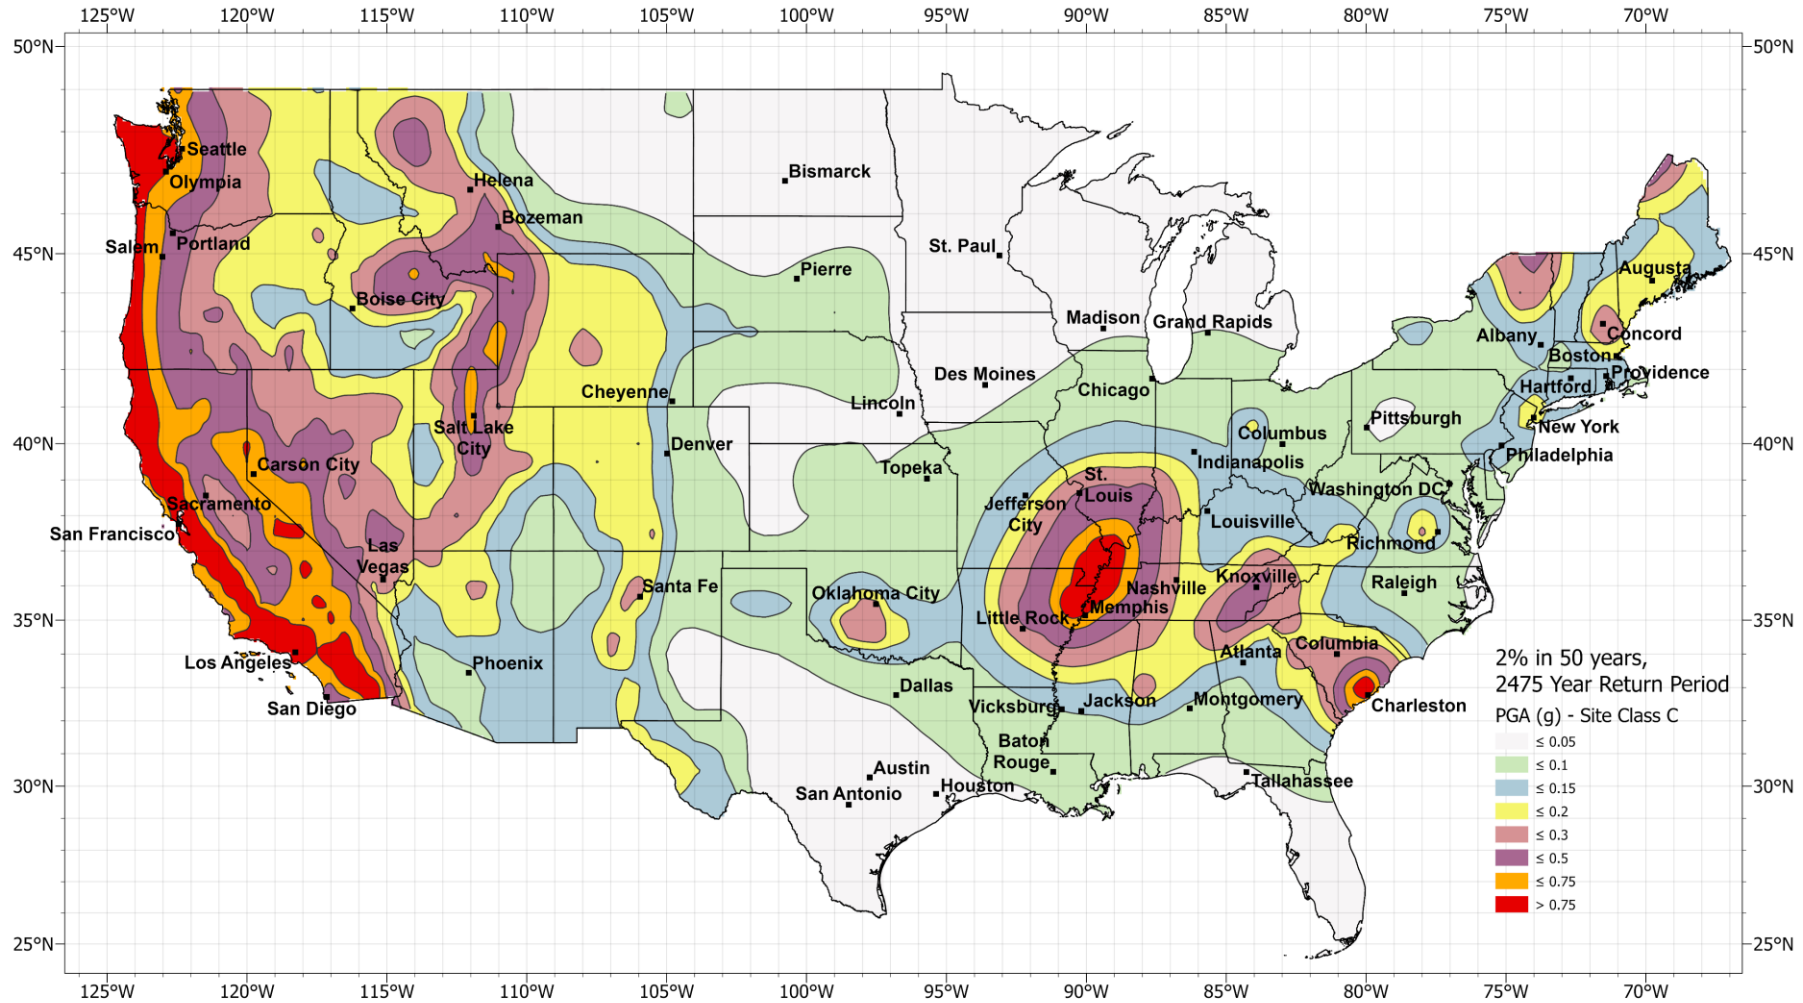 125°W 120°W 115°W 110°W 105°W 100°W 95°W 90°W 85°W 80°W 75°W 70°W
50°N 50°N
Seattle
Olympia
Helena
Bismarck
Bozeman
Portland
Salem
45°N 45°N
St. Paul
Pierre
Augusta
Boise City
Madison
Grand Rapids
Concord
Albany
Boston
Des Moines
Providence
Hartford
Cheyenne
Chicago
Lincoln
Pittsburgh
New York
Salt Lake
City
Columbus
40°N 40°N
Denver
Philadelphia
Carson City
Indianapolis
Topeka
St.
Louis
Washington DC
Sacramento
Jefferson
City
Louisville
San Francisco
Richmond
Las
Vegas
Knoxville
Raleigh
Santa Fe
Nashville
Oklahoma City
Memphis
Little Rock
35°N 35°N
Columbia
Los Angeles
Phoenix
Atlanta
2% in 50 years,
2475 Year Return Period
Dallas
San Diego
Vicksburg
Jackson
Montgomery
Charleston
PGA (g) - Site Class C
≤ 0.05
≤ 0.1
≤ 0.15
≤ 0.2
≤ 0.3
≤ 0.5
≤ 0.75
> 0.75
Baton
Rouge
Austin
Tallahassee
30°N 30°N
Houston
San Antonio
25°N 25°N
125°W 120°W 115°W 110°W 105°W 100°W 95°W 90°W 85°W 80°W 75°W 70°W